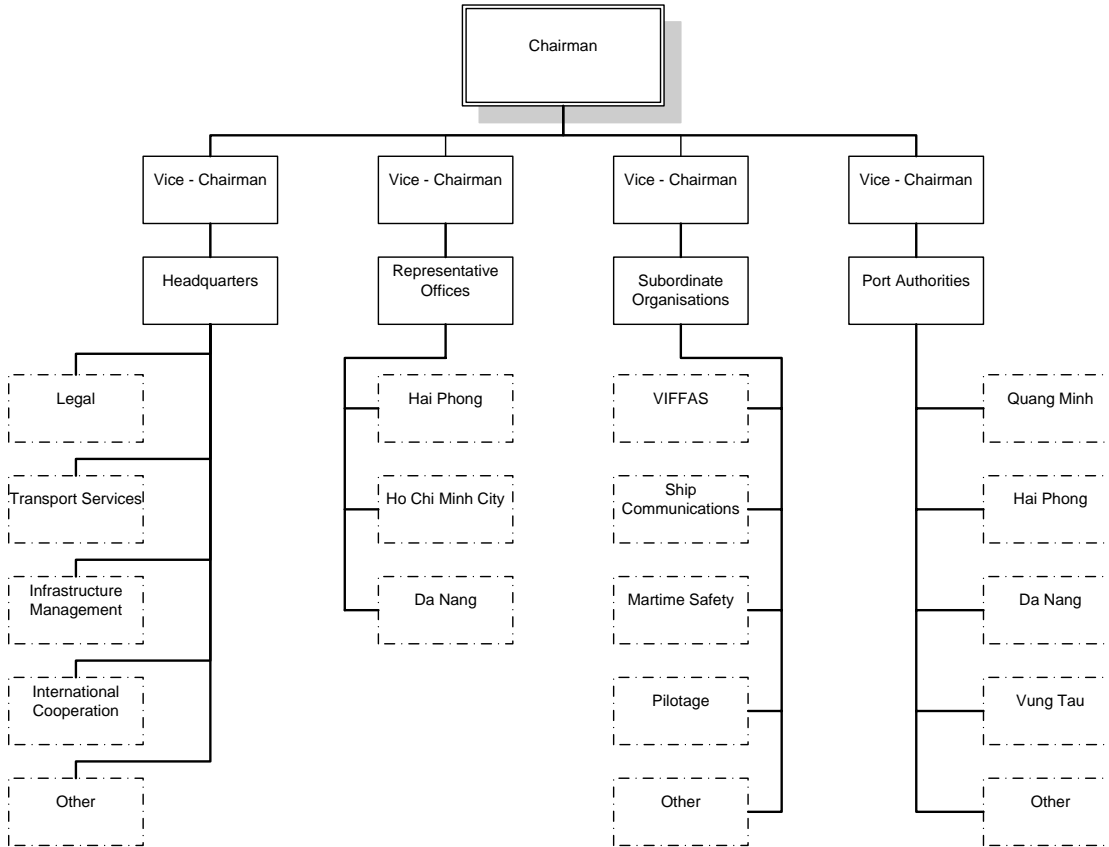 Chairman
Vice - Chairman
Vice - Chairman
Vice - Chairman
Vice - Chairman
Headquarters
Representative
Offices
Subordinate
Organisations
Port Authorities
Legal
Hai Phong
VIFFAS
Quang Minh
Transport Services
Ho Chi Minh City
Ship
Communications
Hai Phong
Infrastructure
Management
Da Nang
Martime Safety
Da Nang
International
Cooperation
Pilotage
Vung Tau
Other
Other
Other